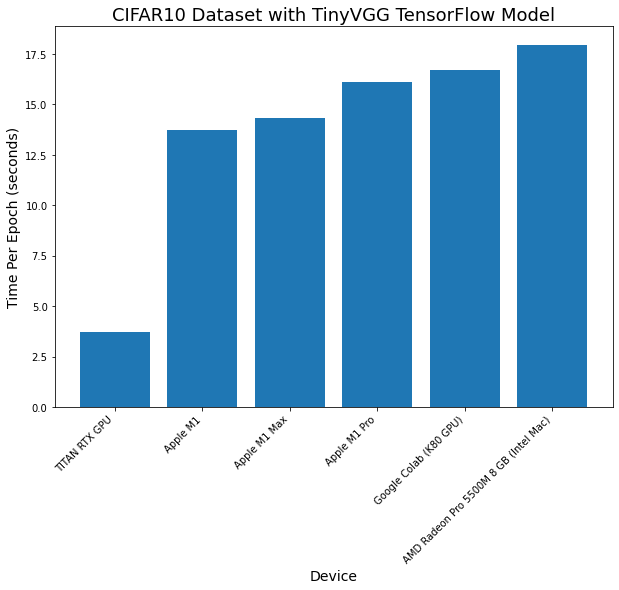 CIFAR10 Dataset with TinyVGG TensorFlow Model
Time Per Epoch (seconds)
17.5
15.0
12.5
10.0
7.5
5.0
2.5
0.0
TITAN RTX GPU
Apple M1
Apple M1 Max
Apple M1 Pro
Google Colab (K80 GPU)
AMD Radeon Pro 5500M 8 GB (Intel Mac)
Device